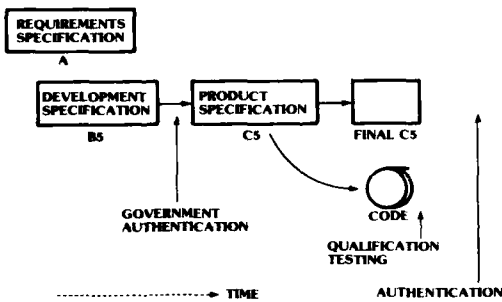 REQUIREMENTS
SPECIFICATION
A
DEVELOPMENT
SPECIFICATION
B5
PRODUCT
SPECIFICATION
C5
FINAL C5
GOVERNMENT
AUTHENTICATION
CODE
QUALIFICATION
TESTING
TIME
AUTHENTICATION